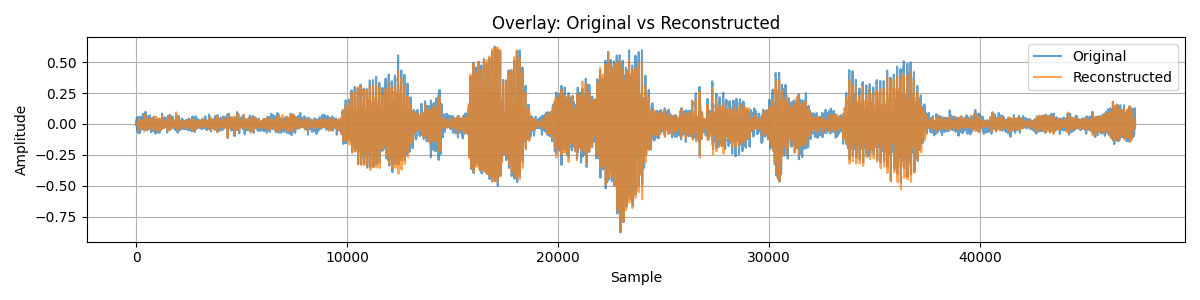 Overlay: Original vs Reconstructed
Original
Reconstructed
Amplitude
0.50
0.25
0.00
−0.25
−0.50
−0.75
0
10000
20000
30000
40000
Sample